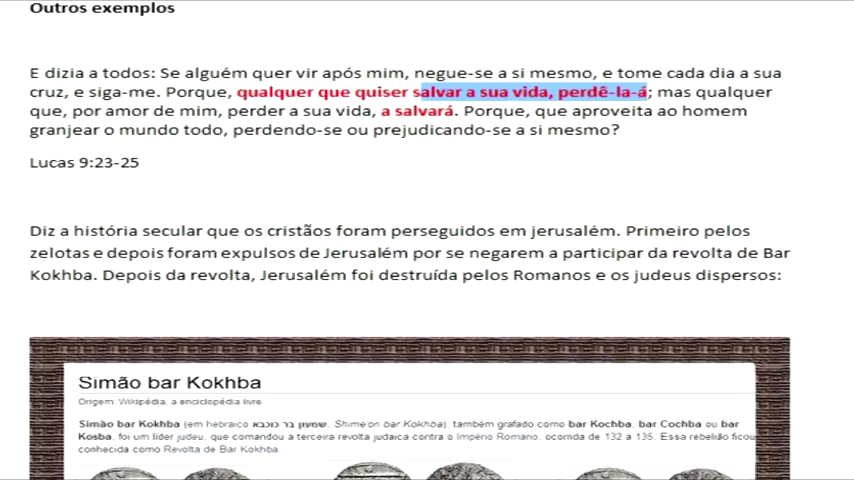 Outros exemplos
E dizia a todos: Se alguém quer vir após mim, negue-se a si mesmo, e tome cada dia a sua
cruz, e siga-me. Porque, qualquer que quiser salvar a sua vida, perdê-la-á; mas qualquer
que, por amor de mim, perder a sua vida, a salvará. Porque, que aproveita ao homem
granjear o mundo todo, perdendo-se ou prejudicando-se a si mesmo?
Lucas 9:23-25
Diz a história secular que os cristãos foram perseguidos em jerusalém. Primeiro pelos
zelotas e depois foram expulsos de Jerusalém por se negarem a participar da revolta de Bar
Kokhba. Depois da revolta, Jerusalém foi destruída pelos Romanos e os judeus dispersos:
Simão bar Kokhba
Origem: Wikipédia, a enciclopédia livre
Simão bar Kokhba (em hebraico שמעון בר כוכבא, Shimeon bar Kokhba), também grafado como bar Kochba, bar Cochba ou bar
Kosba, foi um líder judeu, que comandou a terceira revolta judaica contra o Império Romano, ocorrida de 132 a 135. Essa rebelião ficou
conhecida como Revolta de Bar Kokhba